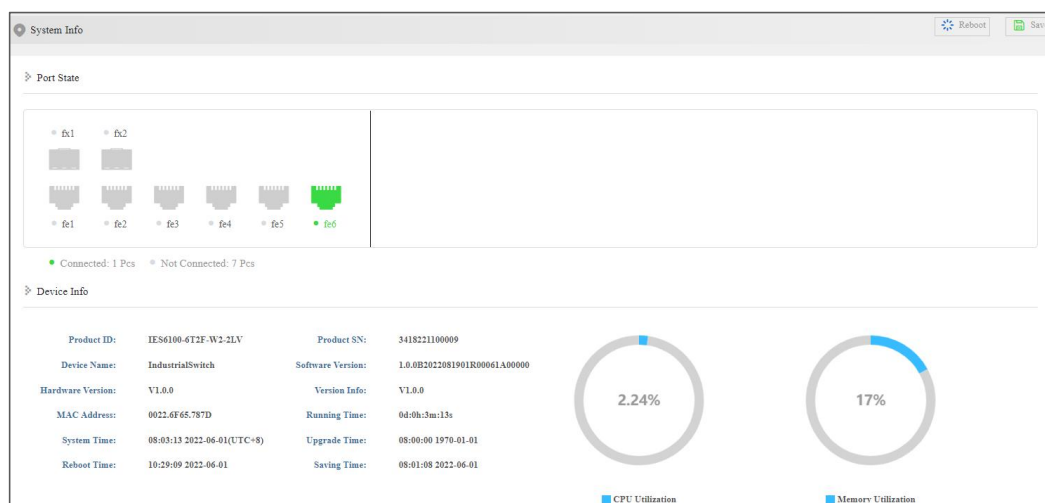 System Info
Reboot
Sav
Port State
fx1 fx2
fe1 fe2 fe3 fe4 fe5 fe6
Connected: 1 Pcs Not Connected: 7 Pcs
Device Info
Product ID: IES6100-6T2F-W2-2LV Product SN: 3418221100009
Device Name: IndustrialSwitch Software Version: 1.0.0B2022081901R00061A00000
Hardware Version: V1.0.0 Version Info: V1.0.0
MAC Address: 0022.6F65.787D Running Time: 0d:0h:3m:13s
System Time: 08:03:13 2022-06-01(UTC+8) Upgrade Time: 08:00:00 1970-01-01
Reboot Time: 10:29:09 2022-06-01 Saving Time: 08:01:08 2022-06-01
2.24% 17%
CPU Utilization Memory Utilization